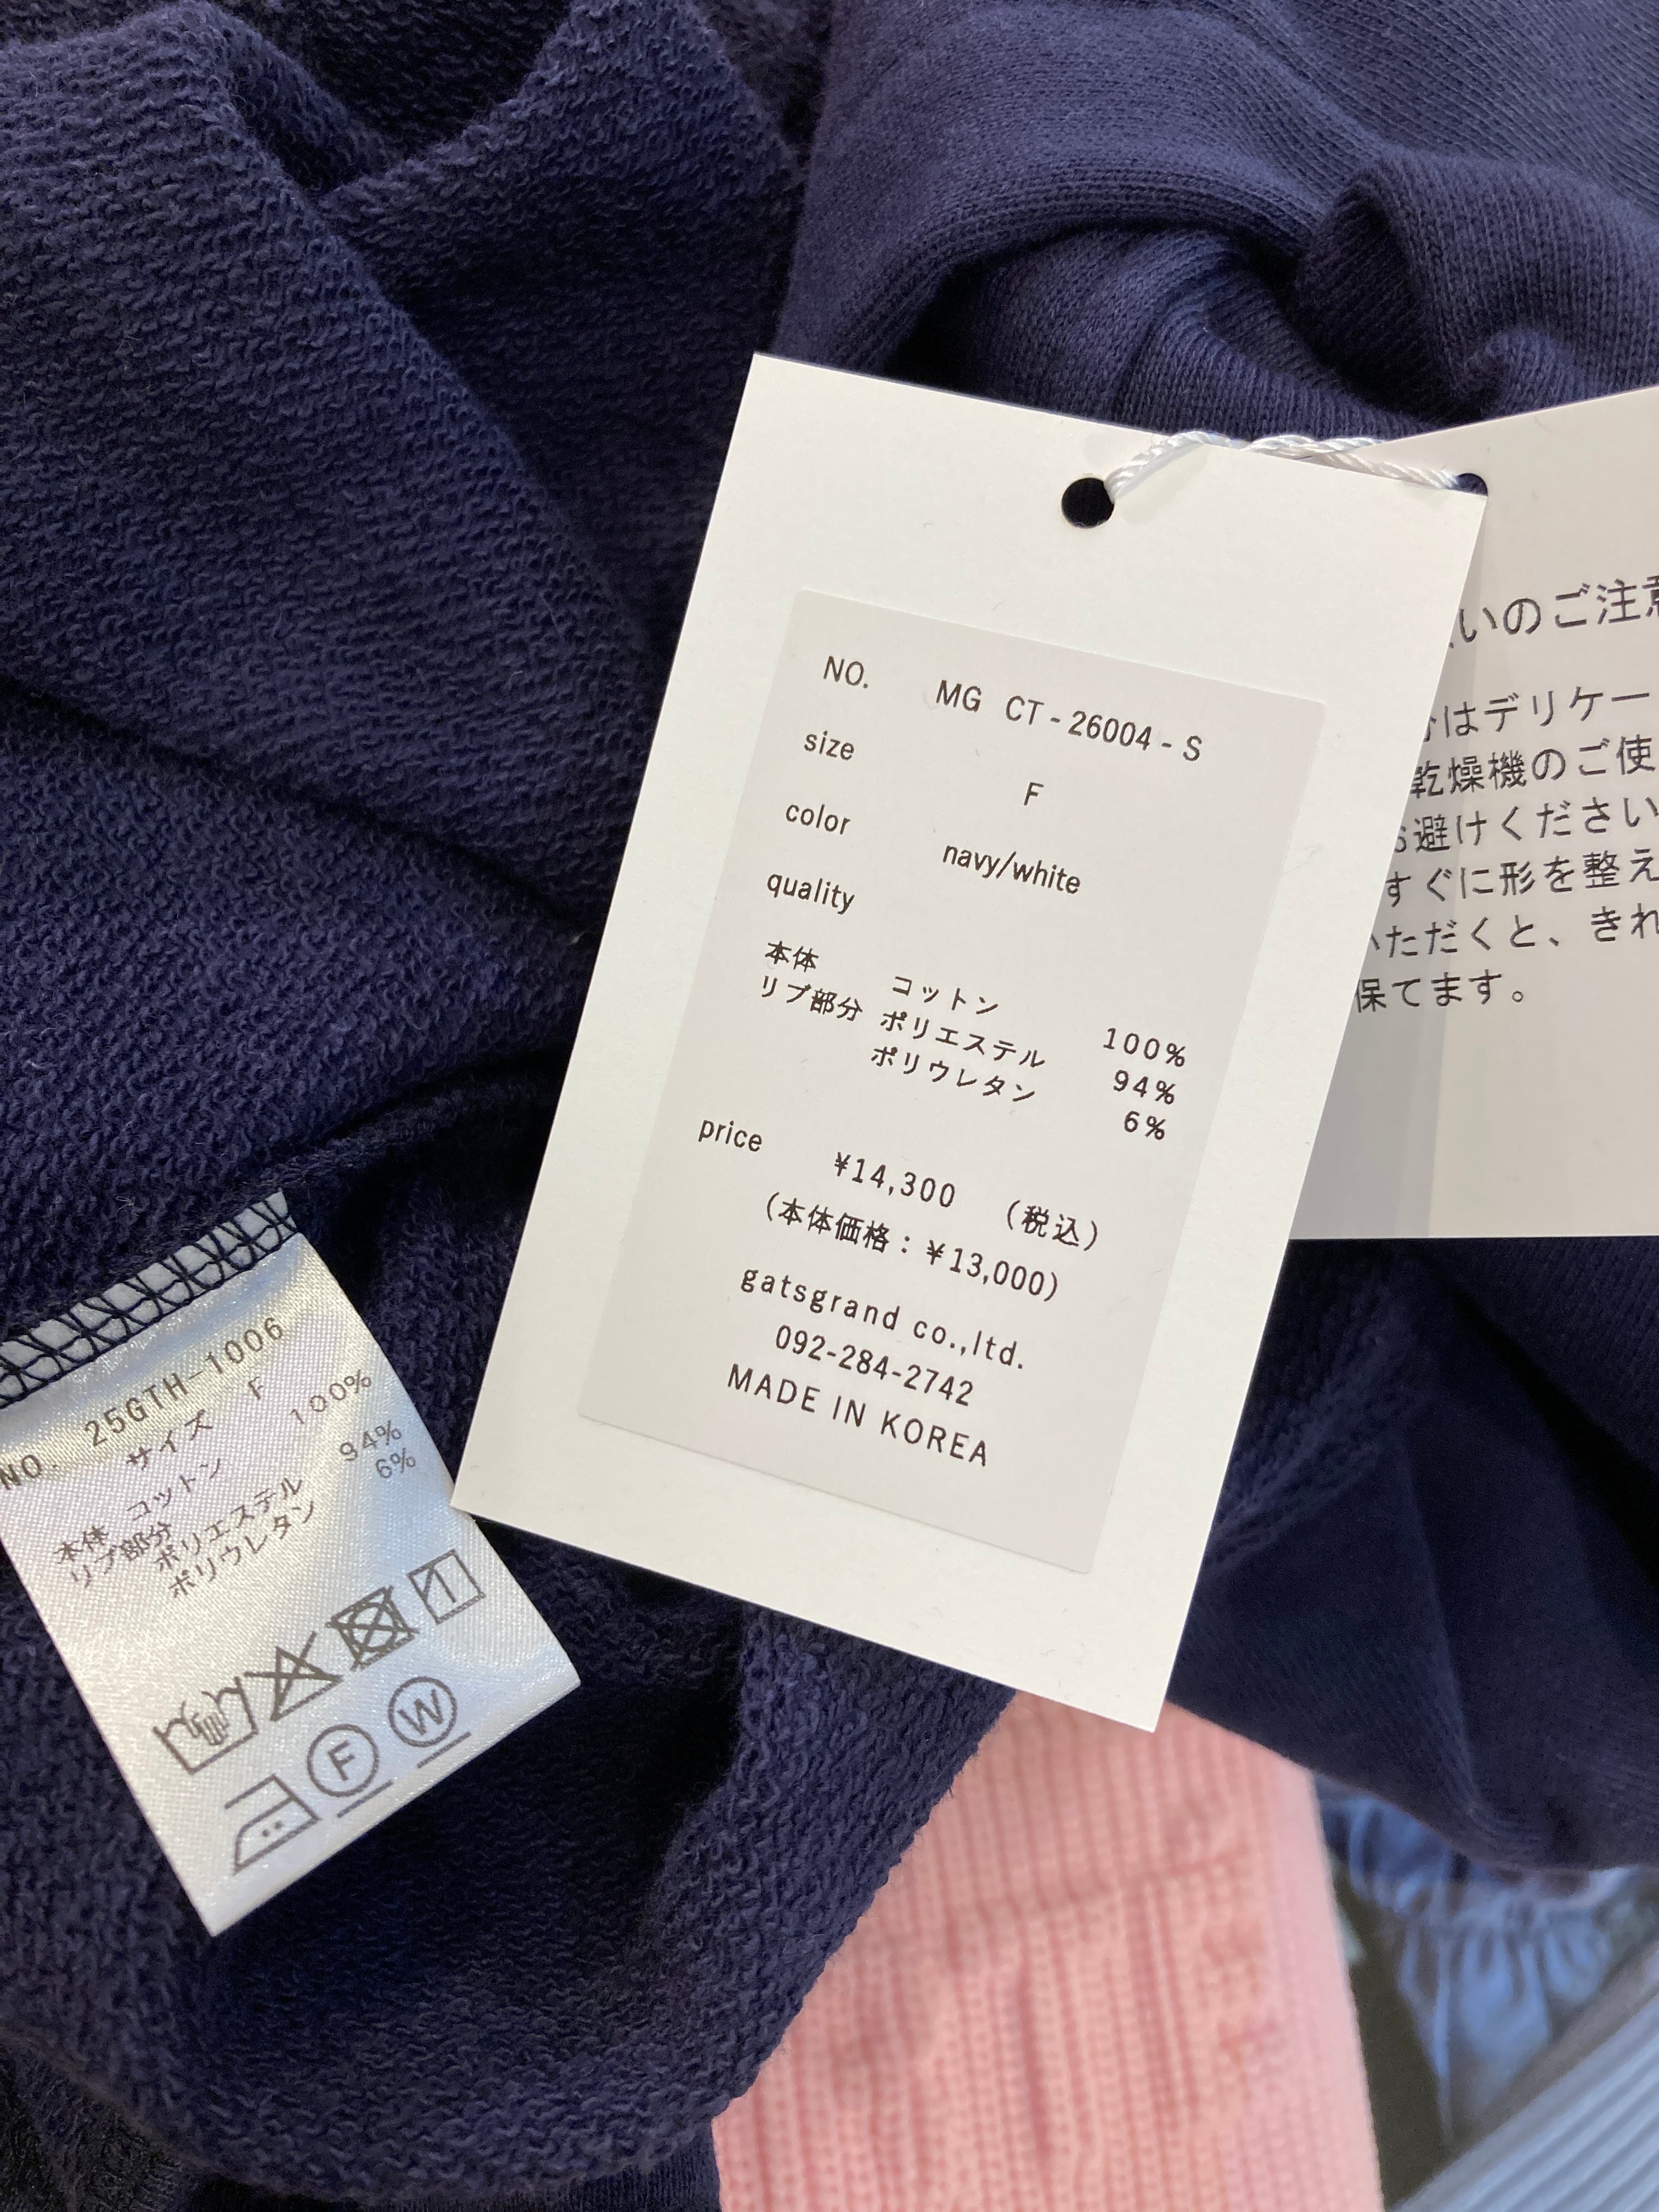 NO. MG CT-26004-S
size F
color navy/white
quality
本体 コットン 100%
リブ部分 ポリエステル 94%
ポリウレタン 6%
price ¥14,300 (税込)
(本体価格:¥13,000)
gatsgrand co.,ltd.
092-284-2742
MADE IN KOREA
いのご注意
はデリケー
乾燥機のご使
避けください
すぐに形を整え
いただくと、きれ
保てます。
NO. 25GTH-1006
サイズ F
本体 コットン 100%
リブ部分 ポリエステル 94%
ポリウレタン 6%
1
F W